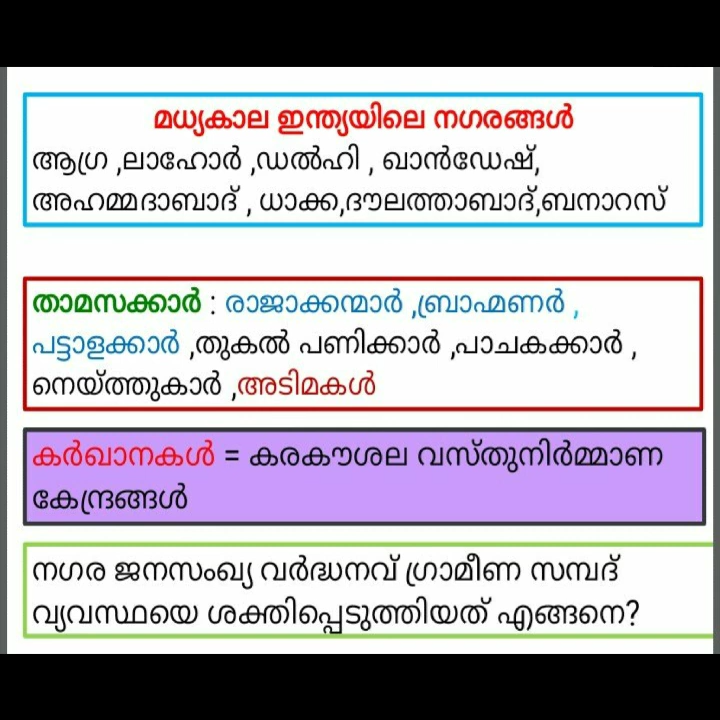 മധ്യകാല ഇന്ത്യയിലെ നഗരങ്ങൾ
ആഗ്ര ,ലാഹോർ ,ഡൽഹി , ഖാൻഡേഷ്,
അഹമ്മദാബാദ് , ധാക്ക,ദൗലത്താബാദ്,ബനാറസ്
താമസക്കാർ : രാജാക്കന്മാർ ,ബ്രാഹ്മണർ ,
പട്ടാളക്കാർ ,തുകൽ പണിക്കാർ ,പാചകക്കാർ ,
നെയ്ത്തുകാർ ,അടിമകൾ
കർഖാനകൾ = കരകൗശല വസ്തുനിർമ്മാണ
കേന്ദ്രങ്ങൾ
നഗര ജനസംഖ്യ വർദ്ധനവ് ഗ്രാമീണ സമ്പദ്
വ്യവസ്ഥയെ ശക്തിപ്പെടുത്തിയത് എങ്ങനെ?